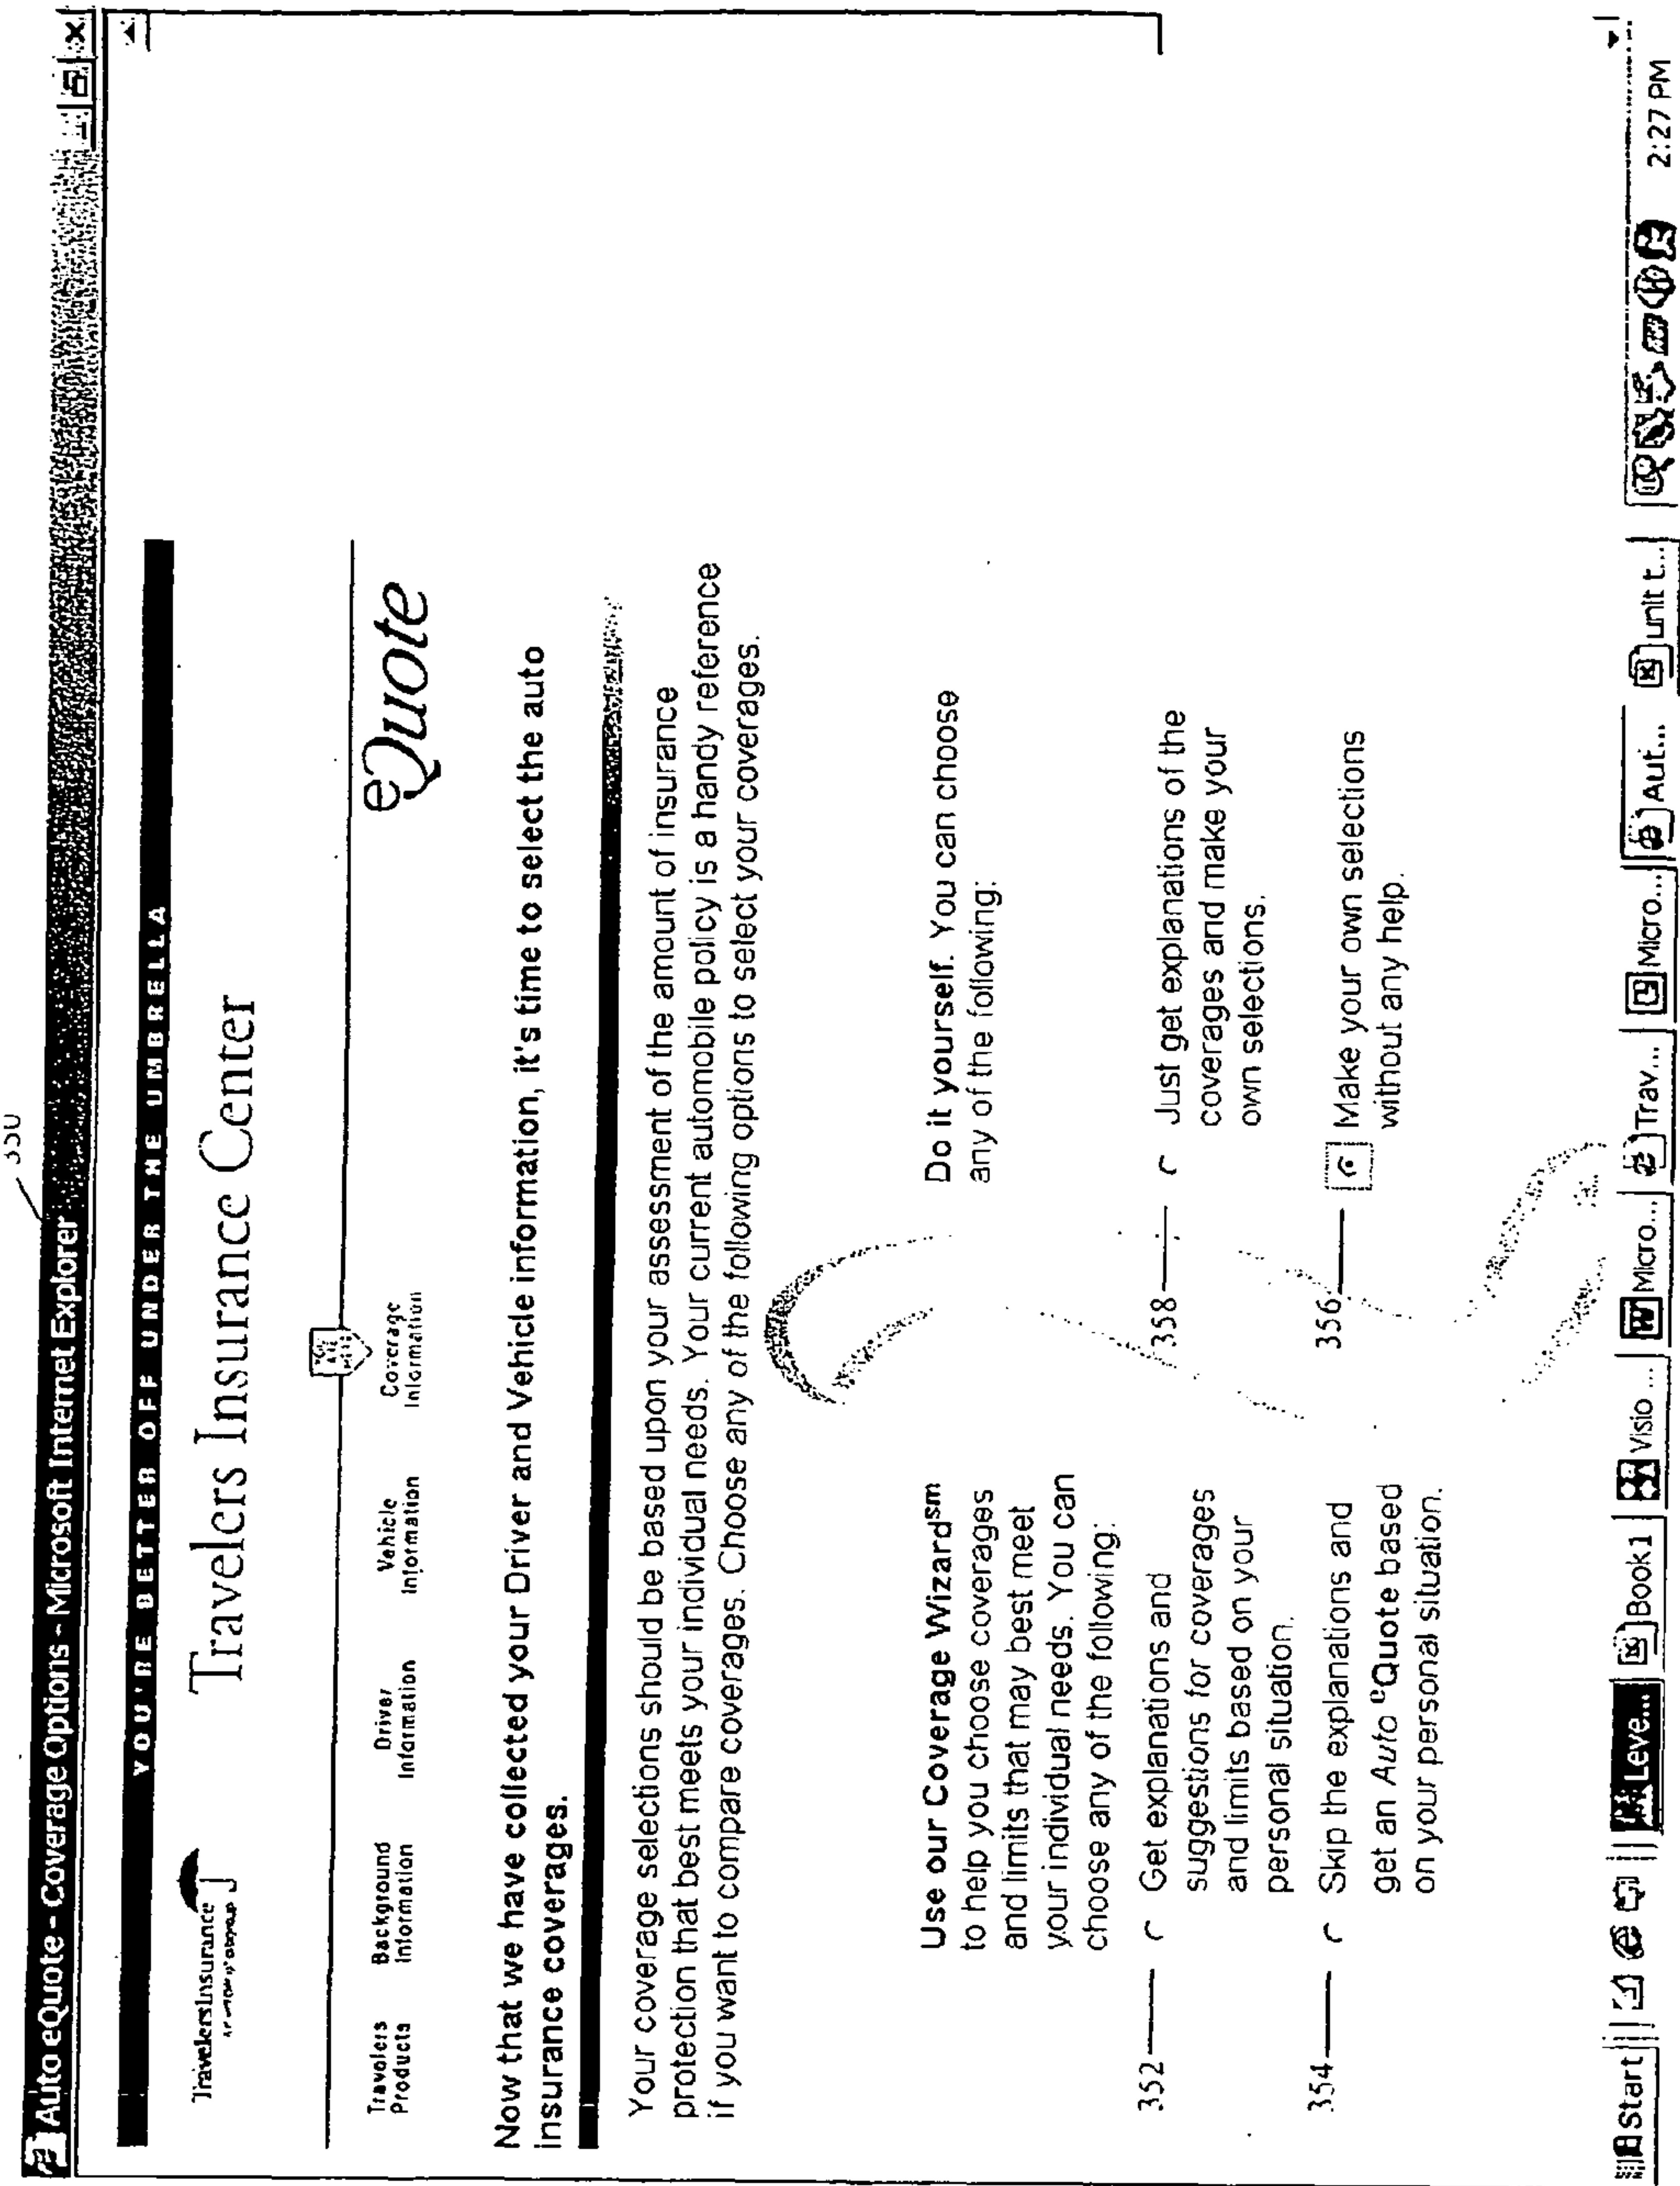 350
Auto eQuote - Coverage Options - Microsoft Internet Explorer
YOU'RE BETTER OFF UNDER THE UMBRELLA
TravelersInsurance
Travelers Insurance Center
YOU ARE HERE
Travelers Products
Background Information
Driver Information
Vehicle Information
Coverage Information
eQuote
Now that we have collected your Driver and Vehicle information, it's time to select the auto
insurance coverages.
Your coverage selections should be based upon your assessment of the amount of insurance
protection that best meets your individual needs. Your current automobile policy is a handy reference
if you want to compare coverages. Choose any of the following options to select your coverages.
Use our Coverage Wizard℠
to help you choose coverages
and limits that may best meet
your individual needs. You can
choose any of the following:
352 Get explanations and
suggestions for coverages
and limits based on your
personal situation.
354 Skip the explanations and
get an Auto eQuote based
on your personal situation.
Do it yourself. You can choose
any of the following:
358 Just get explanations of the
coverages and make your
own selections.
356 Make your own selections
without any help.
Start Leve... Book1 Visio ... Micro... Trav... Micro... Aut... unit t... 2:27 PM